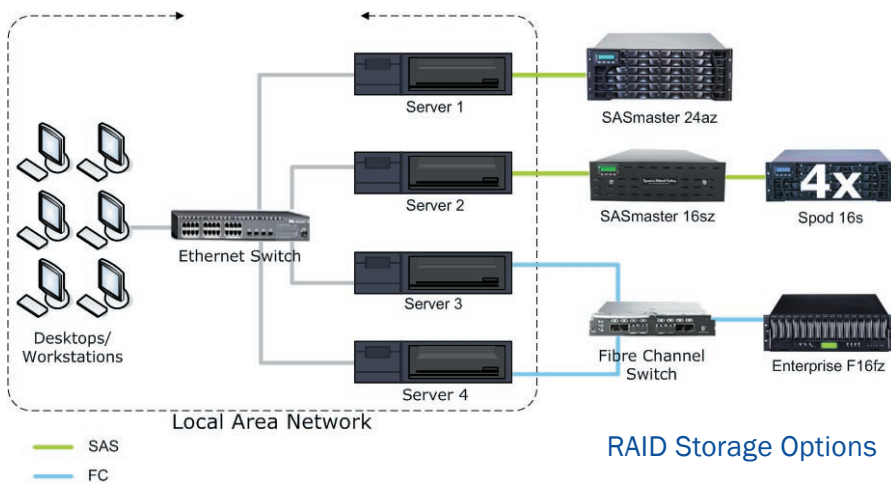 Server 1
SASmaster 24az
Server 2
SASmaster 16sz
4x
Spod 16s
Ethernet Switch
Server 3
Desktops/
Workstations
Fibre Channel
Switch
Enterprise F16fz
Server 4
Local Area Network
SAS
FC
RAID Storage Options